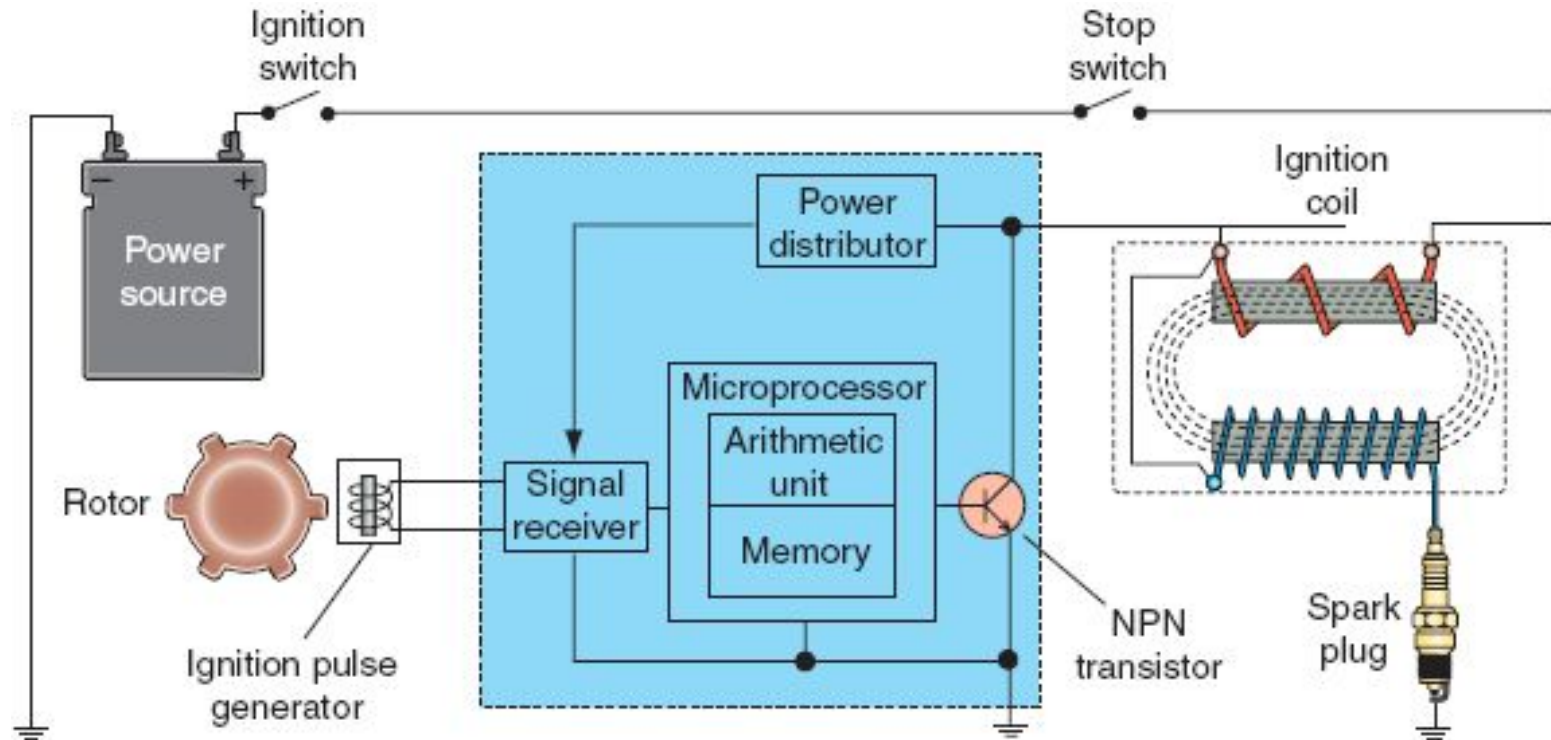 Ignition
switch
Stop
switch
Ignition
coil
− +
Power
source
Power
distributor
Microprocessor
Arithmetic
unit
Memory
Signal
receiver
Rotor
Ignition pulse
generator
NPN
transistor
Spark
plug